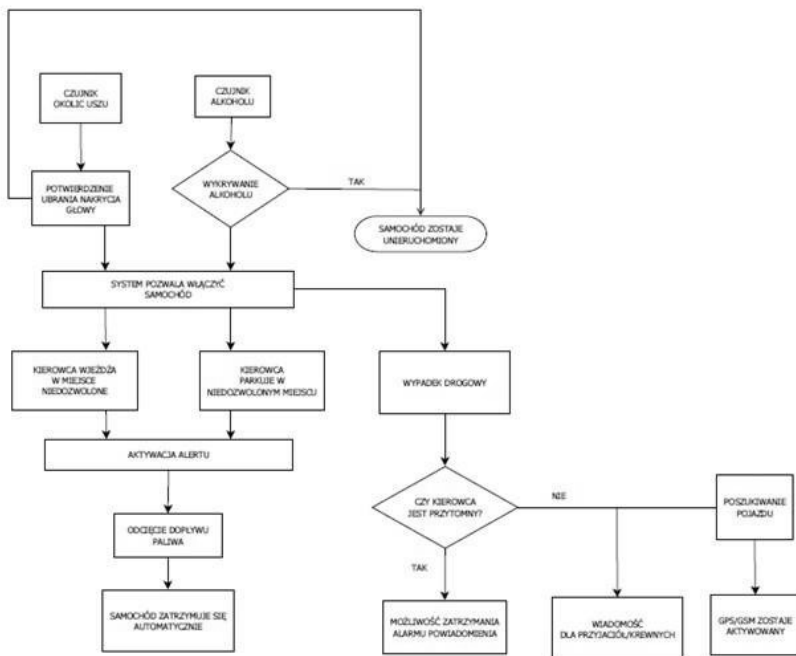 CZUJNIK
OKOLIC USZU
CZUJNIK
ALKOHOLU
POTWIERDZENIE
UBRANIA NAKRYCIA
GŁOWY
WYKRYWANIE
ALKOHOLU
TAK
SAMOCHÓD ZOSTAJE
UNIERUCHOMIONY
SYSTEM POZWALA WŁĄCZYĆ
SAMOCHÓD
KIEROWCA WJEŻDŻA
W MIEJSCE
NIEDOZWOLONE
KIEROWCA
PARKUJE W
NIEDOZWOLONYM MIEJSCU
WYPADEK DROGOWY
AKTYWACJA ALERTU
CZY KIEROWCA
JEST PRZYTOMNY?
NIE
POSZUKIWANIE
POJAZDU
ODCIĘCIE DOPŁYWU
PALIWA
TAK
SAMOCHÓD ZATRZYMUJE SIĘ
AUTOMATYCZNIE
MOŻLIWOŚĆ ZATRZYMANIA
ALARMU POWIADOMIENIA
WIADOMOŚĆ
DLA PRZYJACIÓŁ/KREWNYCH
GPS/GSM ZOSTAJE
AKTYWOWANY